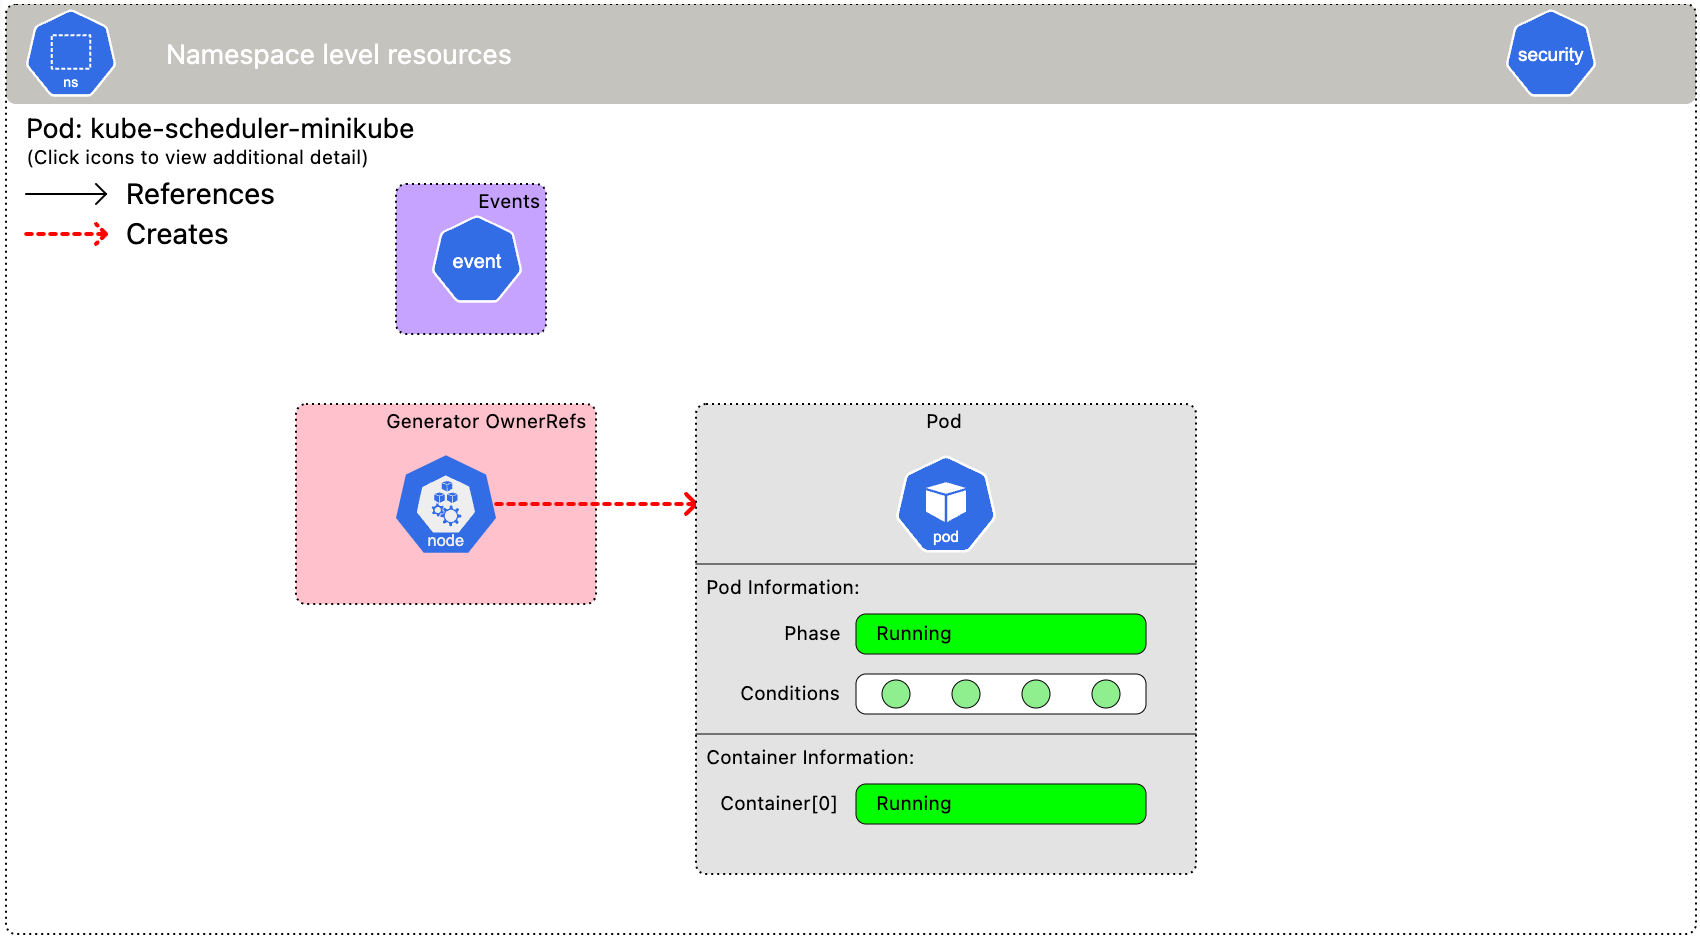 ns
Namespace level resources
security
Pod: kube-scheduler-minikube
(Click icons to view additional detail)
References
Creates
Events
event
Generator OwnerRefs
node
Pod
pod
Pod Information:
Phase Running
Conditions
Container Information:
Container[0] Running